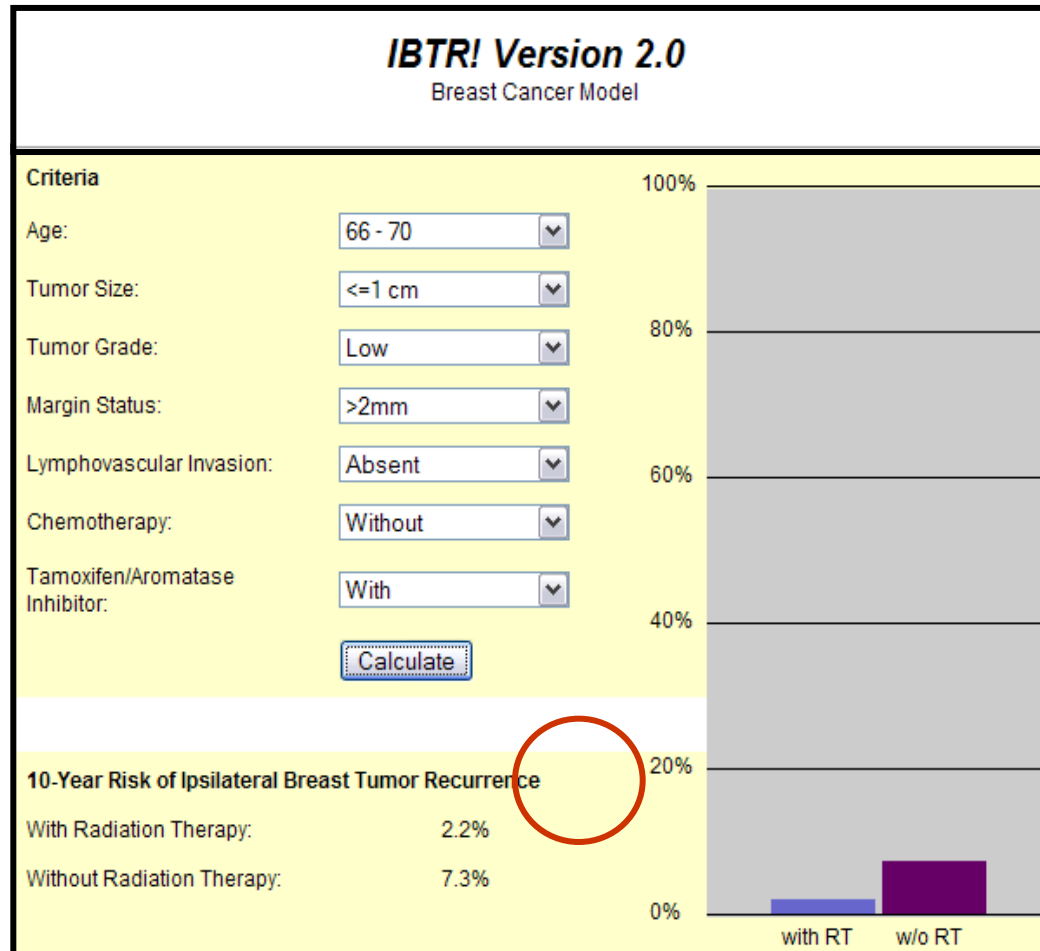 IBTR! Version 2.0
Breast Cancer Model
Criteria
Age: 66 - 70
Tumor Size: <=1 cm
Tumor Grade: Low
Margin Status: >2mm
Lymphovascular Invasion: Absent
Chemotherapy: Without
Tamoxifen/Aromatase
Inhibitor: With
Calculate
10-Year Risk of Ipsilateral Breast Tumor Recurrence
With Radiation Therapy: 2.2%
Without Radiation Therapy: 7.3%
100%
80%
60%
40%
20%
0%
with RT w/o RT